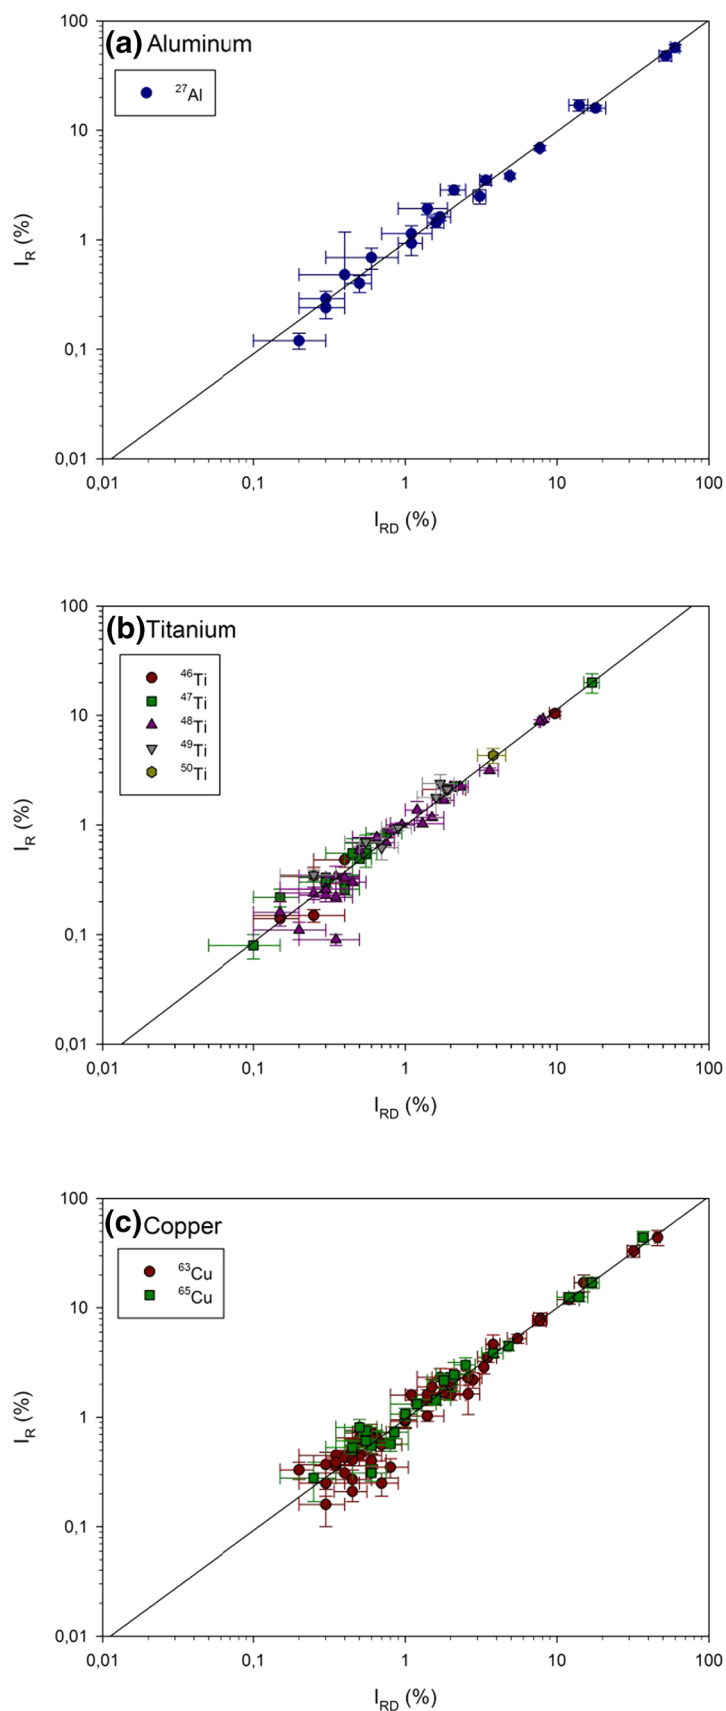 (a) Aluminum
27Al
100
10
1
0,1
0,01
IR (%)
0,01 0,1 1 10 100
IRD (%)
(b) Titanium
46Ti
47Ti
48Ti
49Ti
50Ti
100
10
1
0,1
0,01
IR (%)
0,01 0,1 1 10 100
IRD (%)
(c) Copper
63Cu
65Cu
100
10
1
0,1
0,01
IR (%)
0,01 0,1 1 10 100
IRD (%)